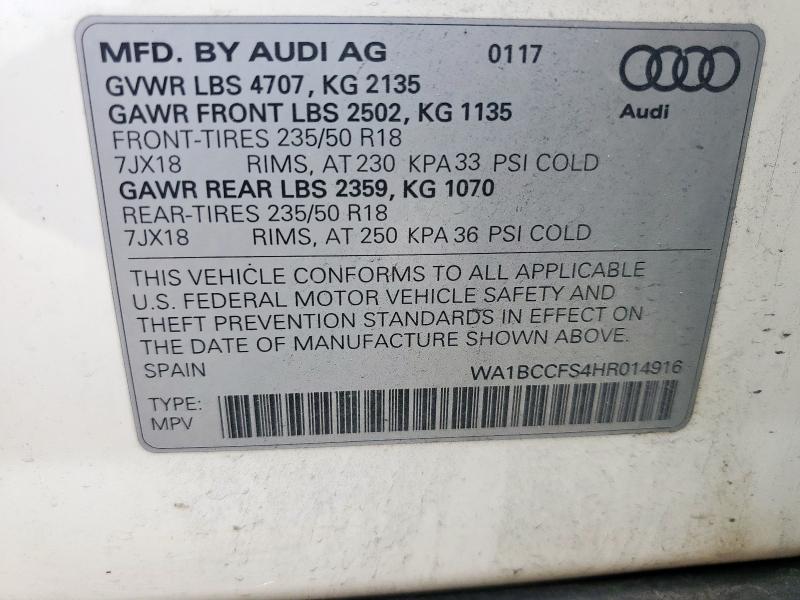 MFD. BY AUDI AG 0117
GVWR LBS 4707, KG 2135
GAWR FRONT LBS 2502, KG 1135
Audi
FRONT-TIRES 235/50 R18
7JX18 RIMS, AT 230 KPA 33 PSI COLD
GAWR REAR LBS 2359, KG 1070
REAR-TIRES 235/50 R18
7JX18 RIMS, AT 250 KPA 36 PSI COLD
THIS VEHICLE CONFORMS TO ALL APPLICABLE
U.S. FEDERAL MOTOR VEHICLE SAFETY AND
THEFT PREVENTION STANDARDS IN EFFECT ON
THE DATE OF MANUFACTURE SHOWN ABOVE.
SPAIN WA1BCCFS4HR014916
TYPE:
MPV